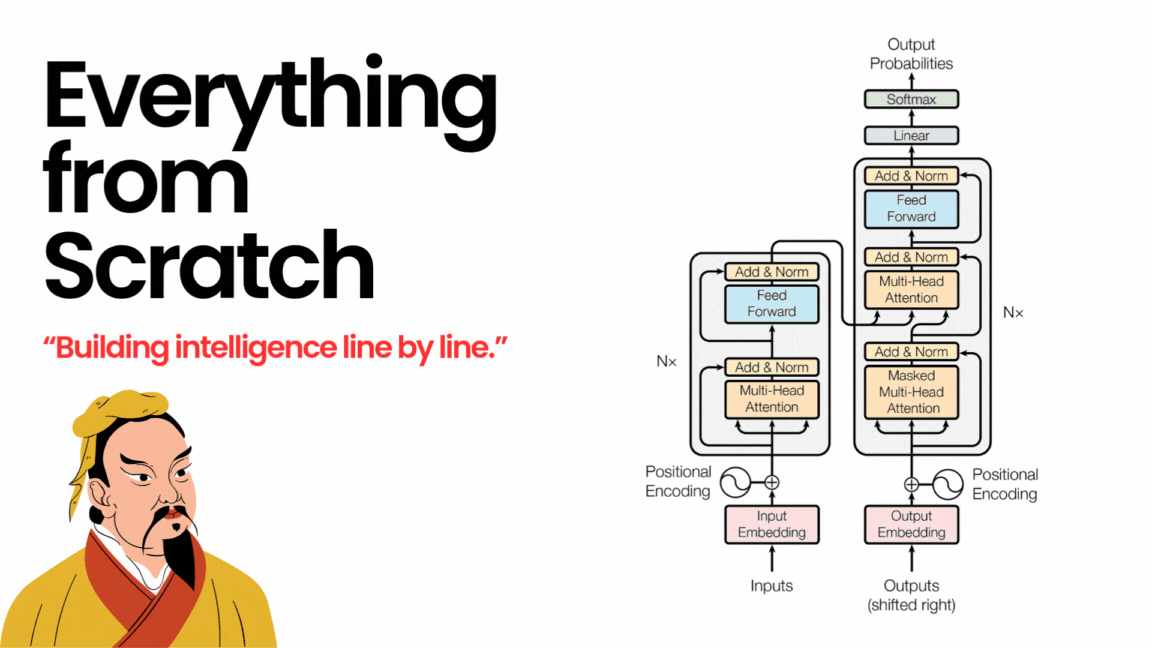 Everything
from
Scratch
“Building intelligence line by line.”
Output
Probabilities
Softmax
Linear
Add & Norm
Feed
Forward
Add & Norm
Multi-Head
Attention
Nx
Add & Norm
Masked
Multi-Head
Attention
Add & Norm
Feed
Forward
Nx
Add & Norm
Multi-Head
Attention
Positional
Encoding
Positional
Encoding
Input
Embedding
Output
Embedding
Inputs
Outputs
(shifted right)